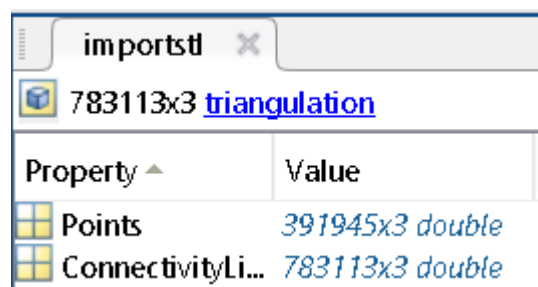 importstl
783113x3 triangulation
Property Value
Points 391945x3 double
ConnectivityLi... 783113x3 double